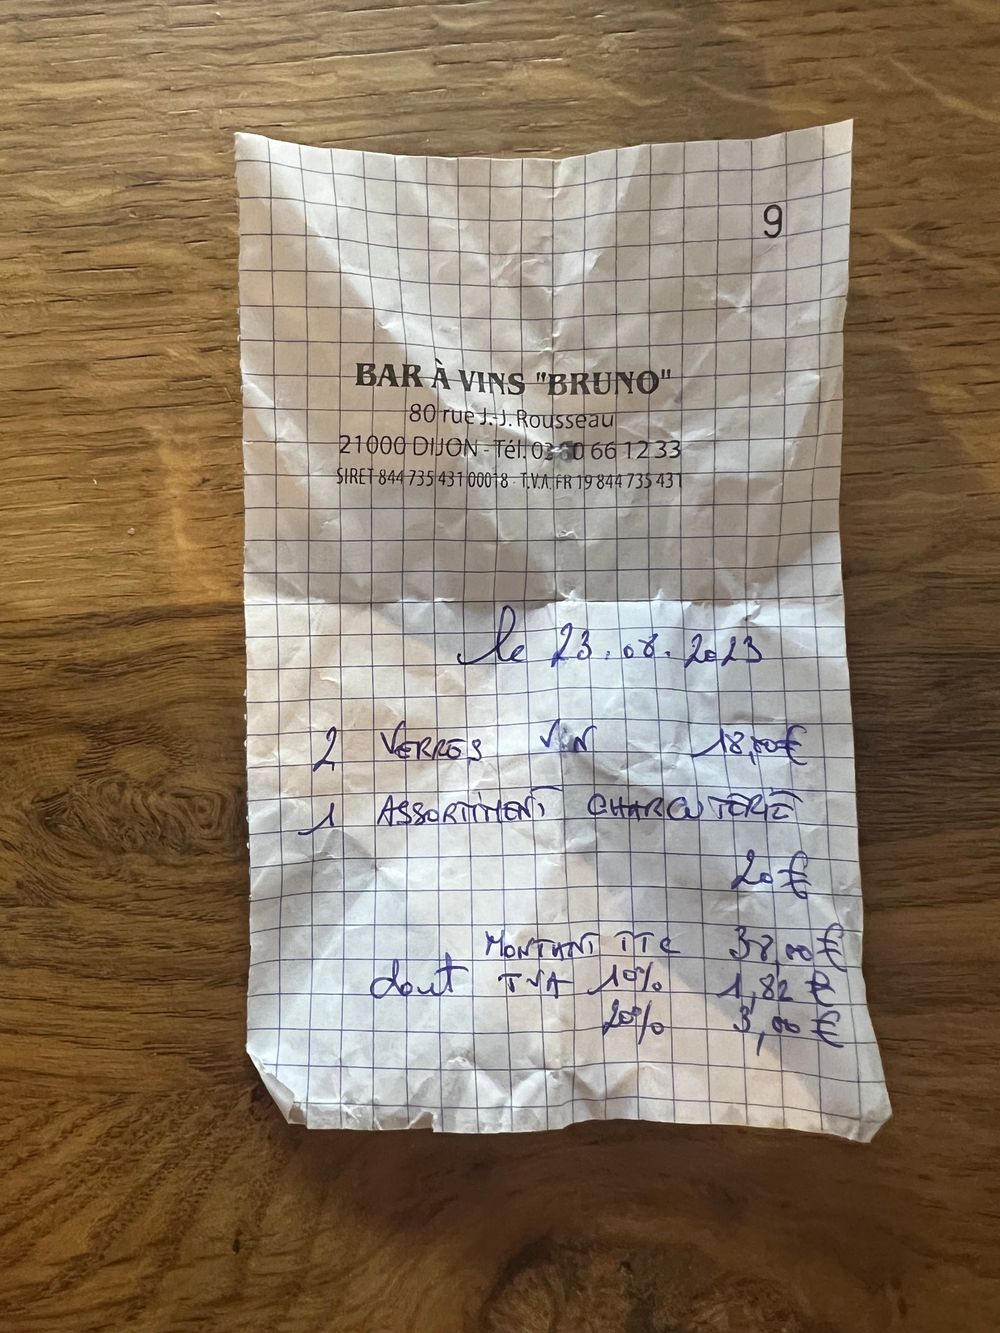 9
BAR À VINS "BRUNO"
80 rue J.-J. Rousseau
21000 DIJON - Tél. 03 60 66 12 33
SIRET 844 735 431 00018 - T.V.A. FR 19 844 735 431
le 23.08.2023
2 VERRES VIN 18,00€
1 ASSORTIMENT CHARCUTERIE
20€
MONTANT TTC 38,00€
dont TVA 10% 1,82€
20% 3,00€